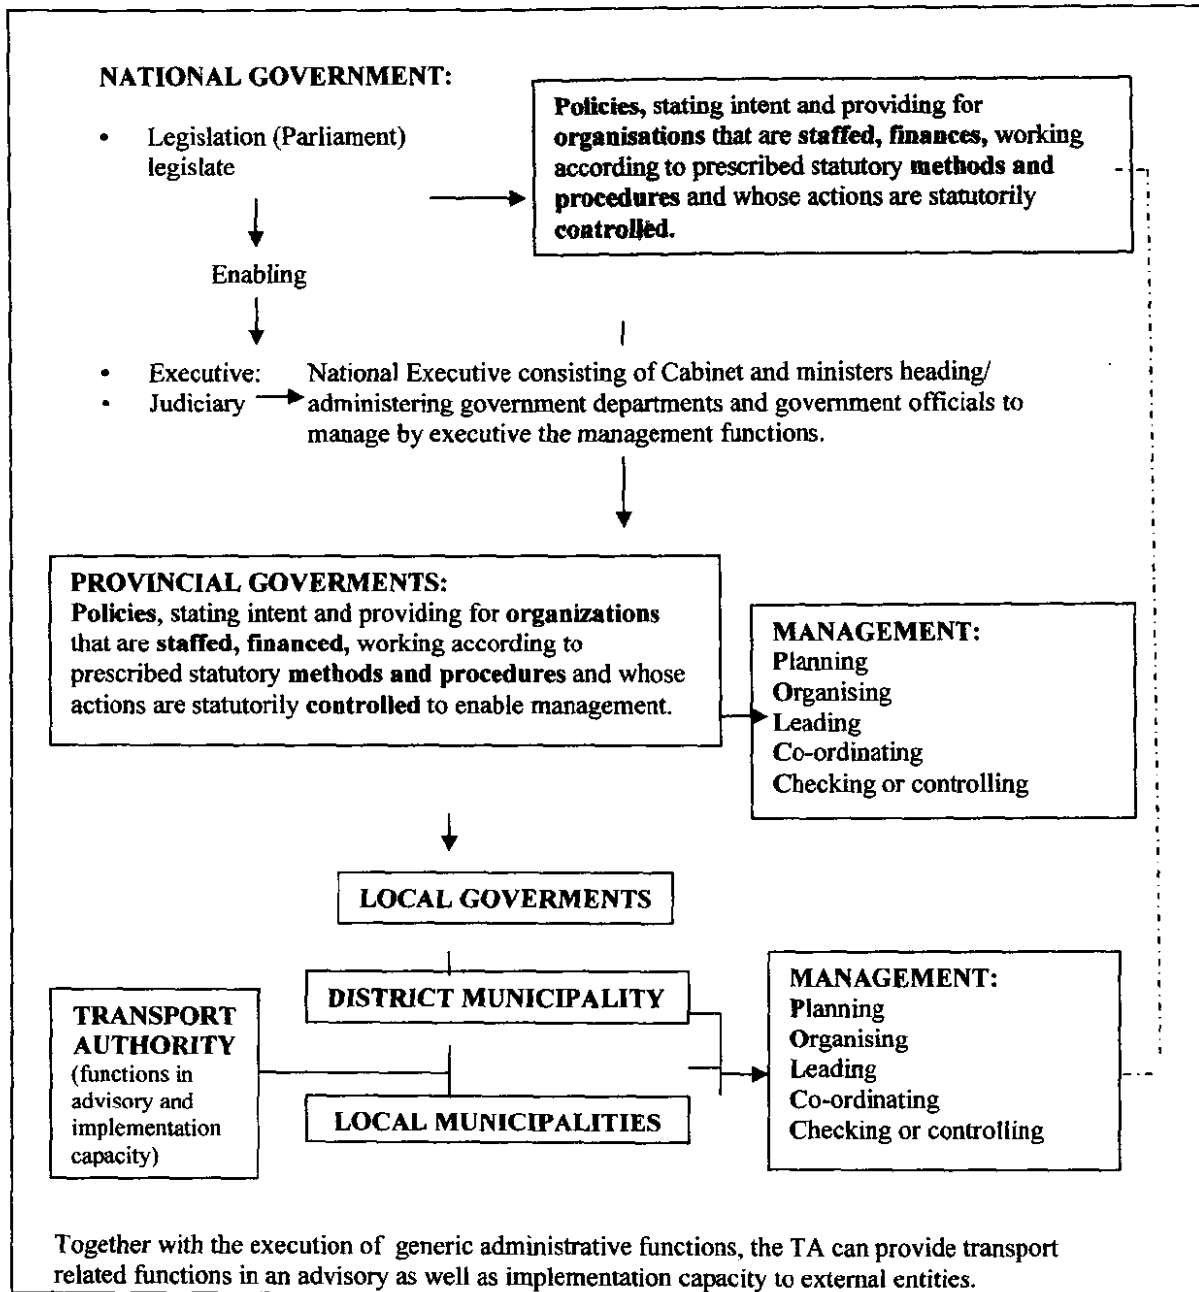 NATIONAL GOVERNMENT:
• Legislation (Parliament)
legislate
Policies, stating intent and providing for
organisations that are staffed, finances, working
according to prescribed statutory methods and
procedures and whose actions are statutorily
controlled.
Enabling
• Executive:
• Judiciary
National Executive consisting of Cabinet and ministers heading/
administering government departments and government officials to
manage by executive the management functions.
PROVINCIAL GOVERMENTS:
Policies, stating intent and providing for organizations
that are staffed, financed, working according to
prescribed statutory methods and procedures and whose
actions are statutorily controlled to enable management.
MANAGEMENT:
Planning
Organising
Leading
Co-ordinating
Checking or controlling
LOCAL GOVERMENTS
DISTRICT MUNICIPALITY
TRANSPORT
AUTHORITY
(functions in
advisory and
implementation
capacity)
LOCAL MUNICIPALITIES
MANAGEMENT:
Planning
Organising
Leading
Co-ordinating
Checking or controlling
Together with the execution of generic administrative functions, the TA can provide transport
related functions in an advisory as well as implementation capacity to external entities.